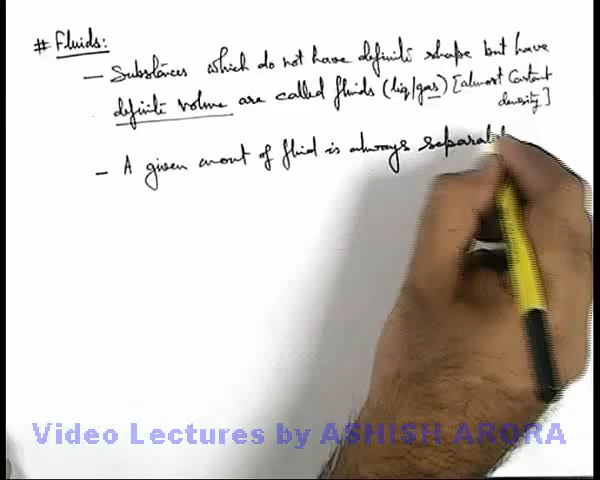 # Fluids:
— Substances which do not have definite shape but have
definite volume are called fluids (liq/gas) [almost Constant
density]
— A given amount of fluid is always separabl
Video Lectures by ASHISH ARORA